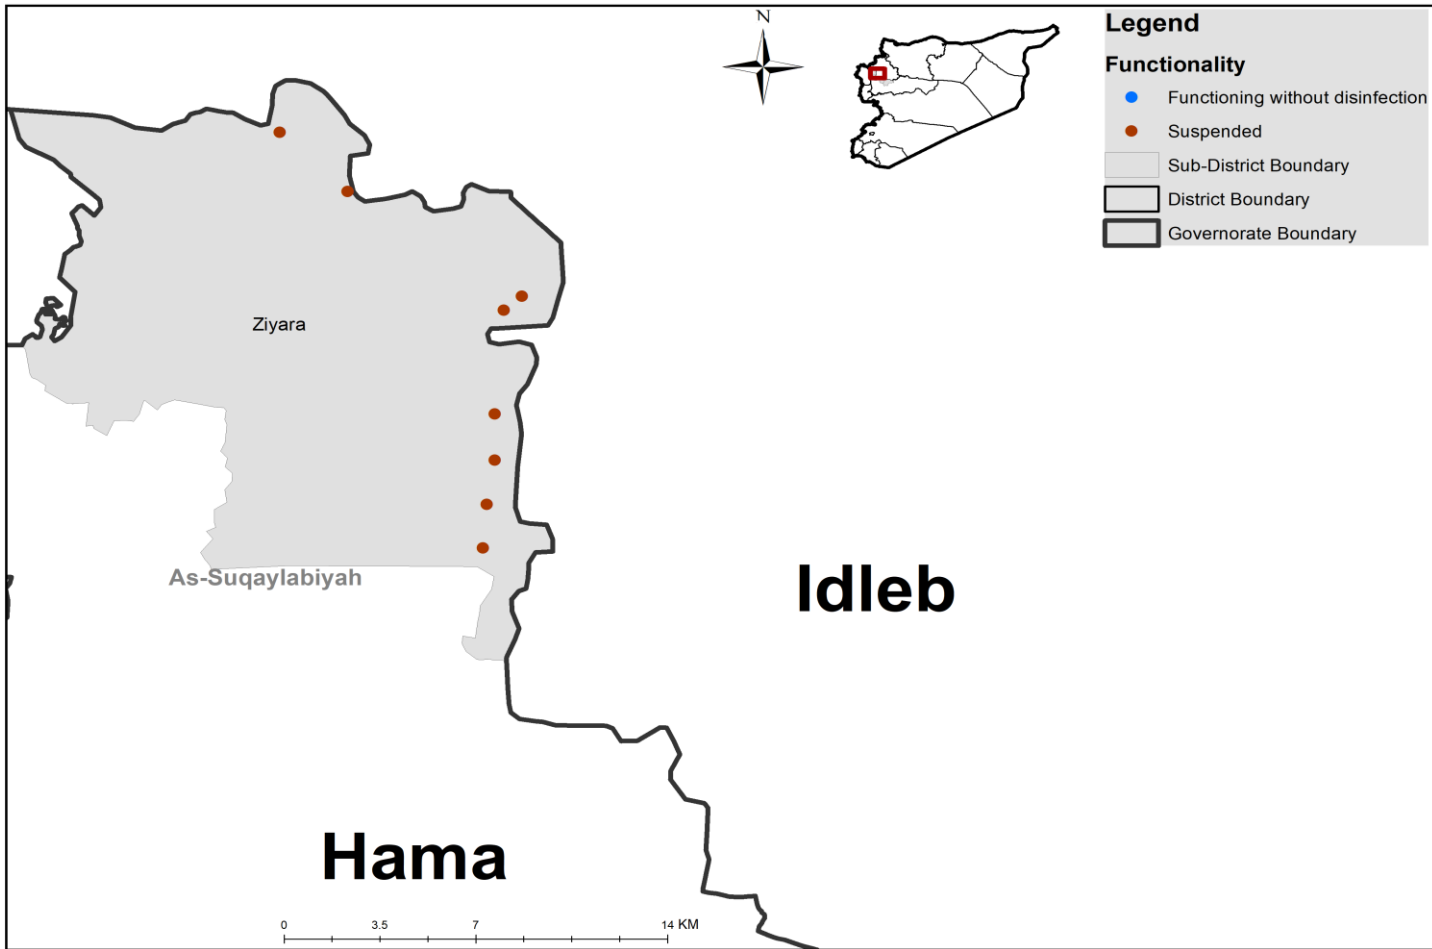 N
Legend
Functionality
Functioning without disinfection
Suspended
Sub-District Boundary
District Boundary
Governorate Boundary
Ziyara
As-Suqaylabiyah
Idleb
Hama
0 3.5 7 14 KM